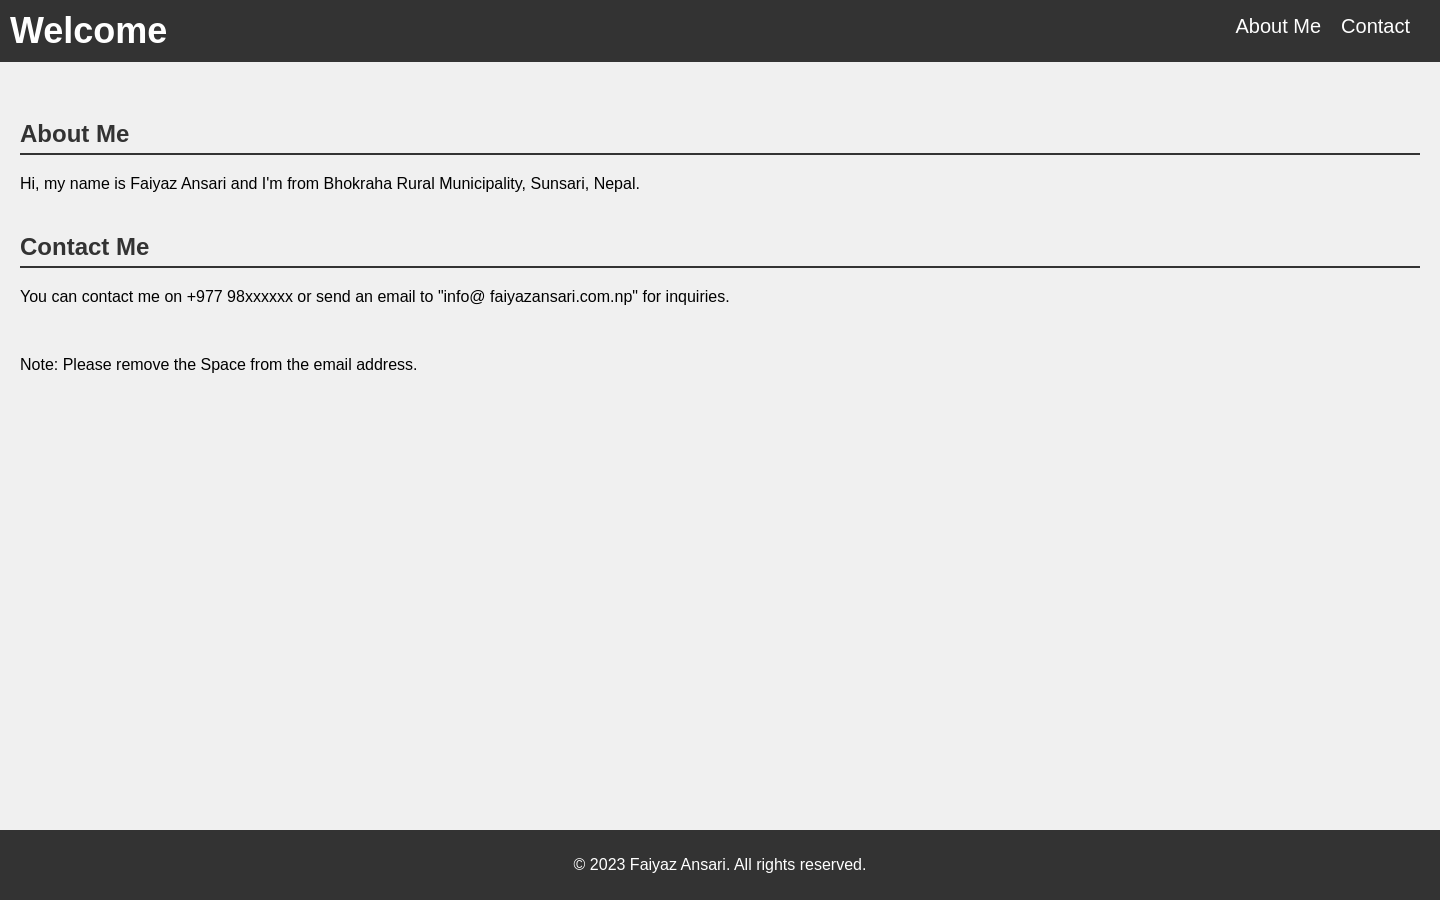 Welcome
About Me Contact
About Me
Hi, my name is Faiyaz Ansari and I'm from Bhokraha Rural Municipality, Sunsari, Nepal.
Contact Me
You can contact me on +977 98xxxxxx or send an email to "info@ faiyazansari.com.np" for inquiries.
Note: Please remove the Space from the email address.
© 2023 Faiyaz Ansari. All rights reserved.